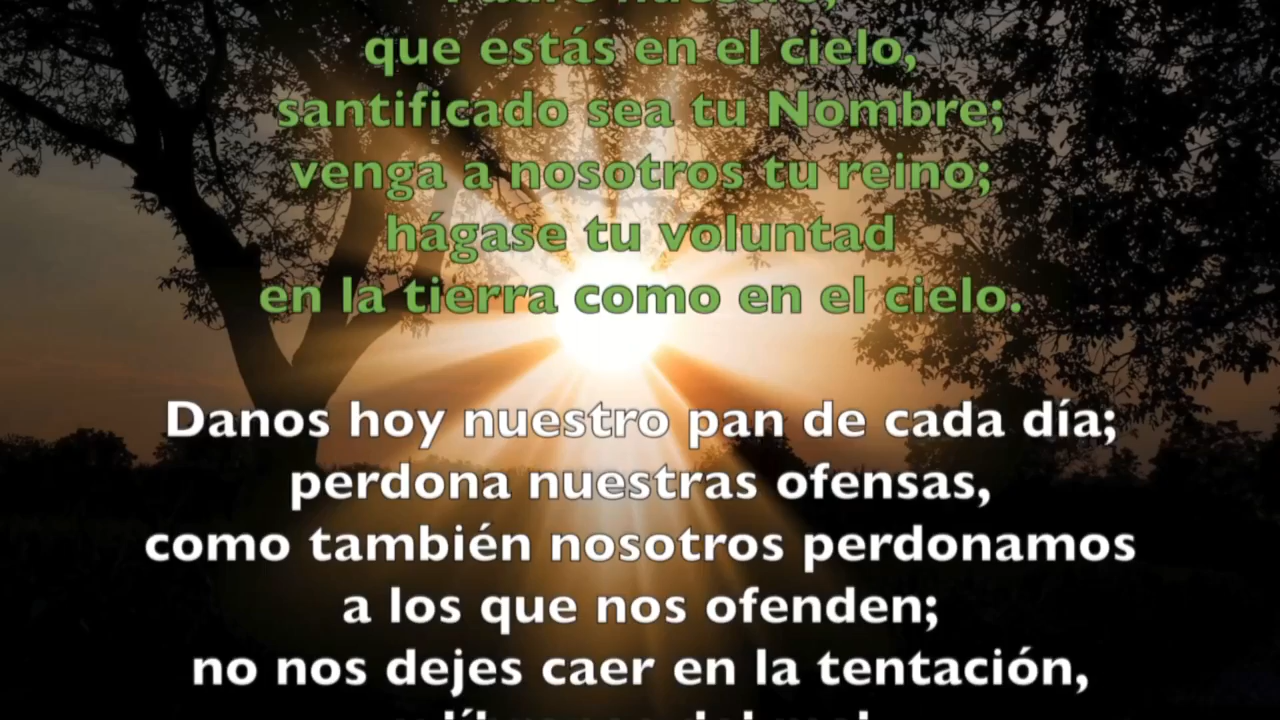 Padre nuestro,
que estás en el cielo,
santificado sea tu Nombre;
venga a nosotros tu reino;
hágase tu voluntad
en la tierra como en el cielo.
Danos hoy nuestro pan de cada día;
perdona nuestras ofensas,
como también nosotros perdonamos
a los que nos ofenden;
no nos dejes caer en la tentación,